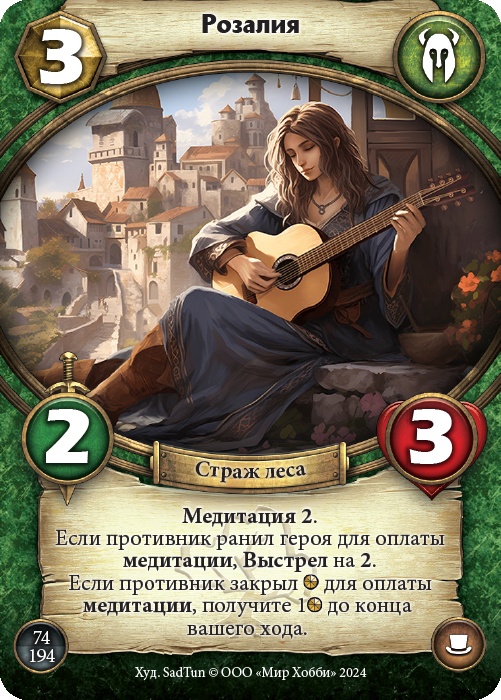 Розалия
3
2
3
Страж леса
Медитация 2.
Если противник ранил героя для оплаты
медитации, Выстрел на 2.
Если противник закрыл для оплаты
медитации, получите 1 до конца
вашего хода.
74
194
Худ. SadTun © ООО «Мир Хобби» 2024